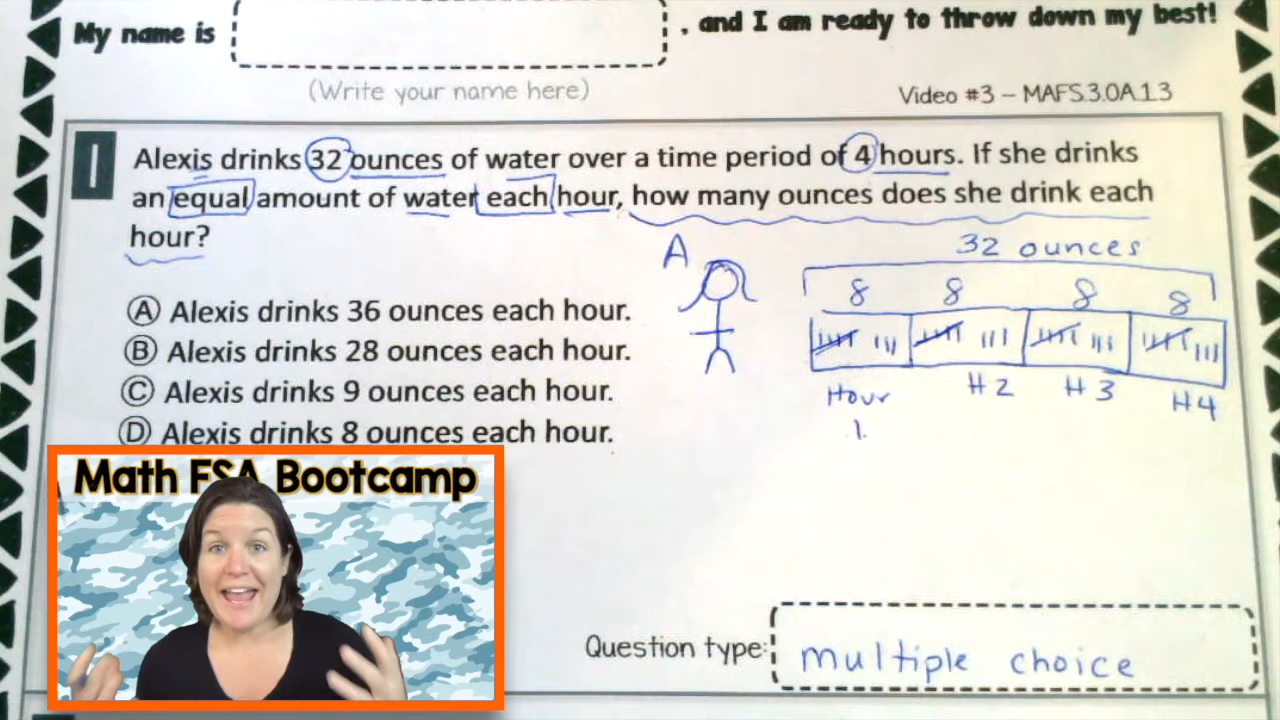 My name is , and I am ready to throw down my best!
(Write your name here) Video #3 - MAFS.3.OA.1.3
1 Alexis drinks 32 ounces of water over a time period of 4 hours. If she drinks
an equal amount of water each hour, how many ounces does she drink each
hour?
A 32 ounces
8 8 8 8
Hour 1. H2 H3 H4
Ⓐ Alexis drinks 36 ounces each hour.
Ⓑ Alexis drinks 28 ounces each hour.
Ⓒ Alexis drinks 9 ounces each hour.
Ⓓ Alexis drinks 8 ounces each hour.
Math FSA Bootcamp
Question type: multiple choice